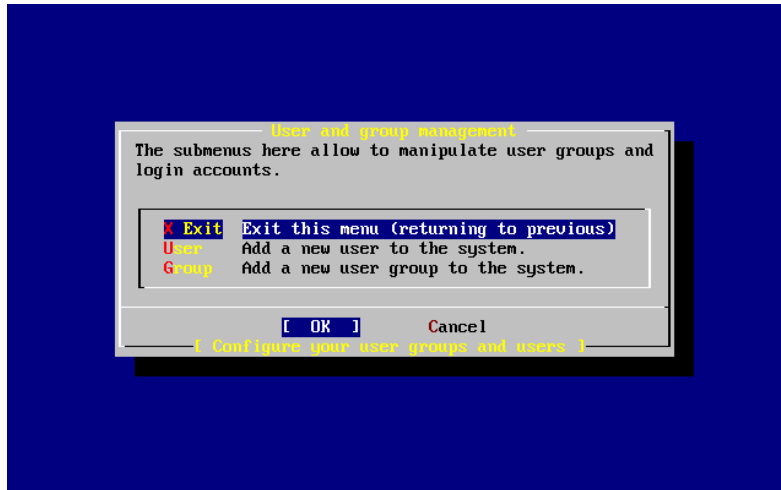 User and group management
The submenus here allow to manipulate user groups and
login accounts.
X Exit Exit this menu (returning to previous)
User Add a new user to the system.
Group Add a new user group to the system.
[ OK ] Cancel
[ Configure your user groups and users ]